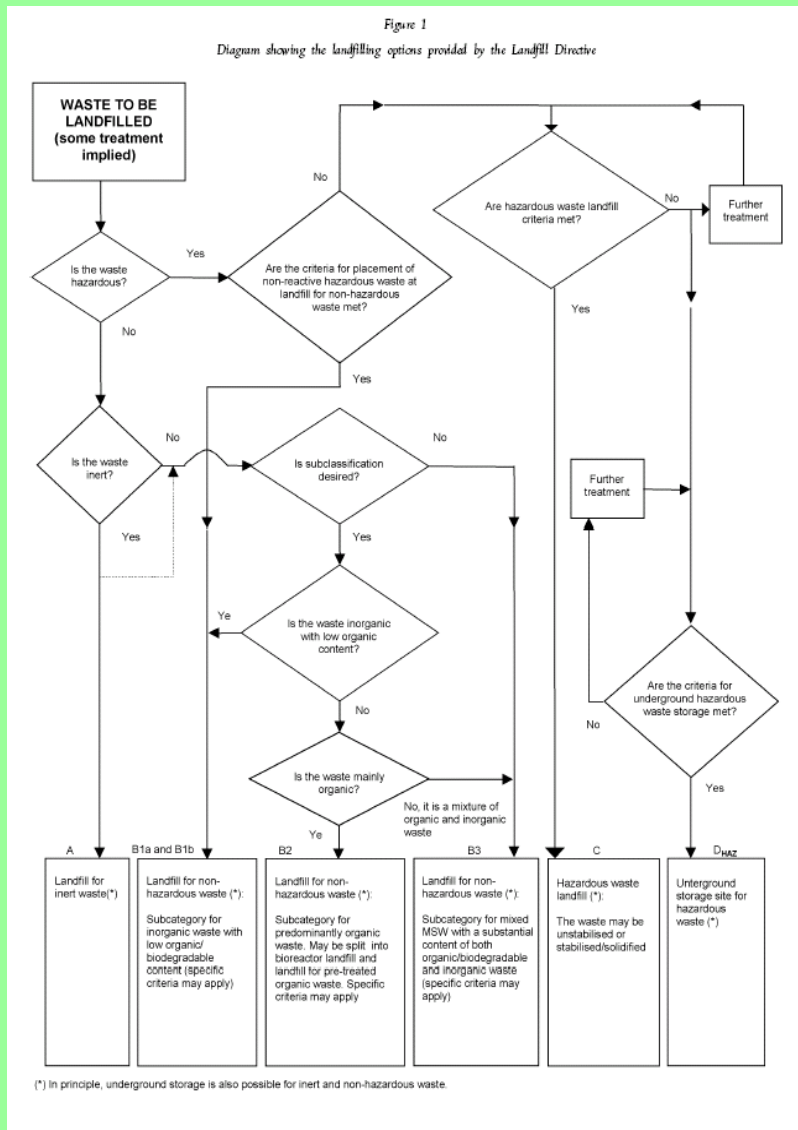 Figure 1
Diagram showing the landfilling options provided by the Landfill Directive
WASTE TO BE
LANDFILLED
(some treatment
implied)
No
Are hazardous waste landfill
criteria met?
No
Further
treatment
Is the waste
hazardous?
Yes
Are the criteria for placement of
non-reactive hazardous waste at
landfill for non-hazardous
waste met?
No
Yes
Yes
Is the waste
inert?
No
Is subclassification
desired?
No
Further
treatment
Yes
Yes
Ye
Is the waste inorganic
with low organic
content?
Are the criteria for
underground hazardous
waste storage met?
No
No
Is the waste mainly
organic?
No, it is a mixture of
organic and inorganic
waste
Yes
Ye
A
B1a and B1b
B2
B3
C
DHAZ
Landfill for
inert waste(*)
Landfill for non-
hazardous waste (*):
Subcategory for
inorganic waste with
low organic/
biodegradable
content (specific
criteria may apply)
Landfill for non-
hazardous waste (*):
Subcategory for
predominantly organic
waste. May be split into
bioreactor landfill and
landfill for pre-treated
organic waste. Specific
criteria may apply
Landfill for non-
hazardous waste (*):
Subcategory for mixed
MSW with a substantial
content of both
organic/biodegradable
and inorganic waste
(specific criteria may
apply)
Hazardous waste
landfill (*):
The waste may be
unstabilised or
stabilised/solidified
Unterground
storage site for
hazardous
waste (*)
(*) In principle, underground storage is also possible for inert and non-hazardous waste.